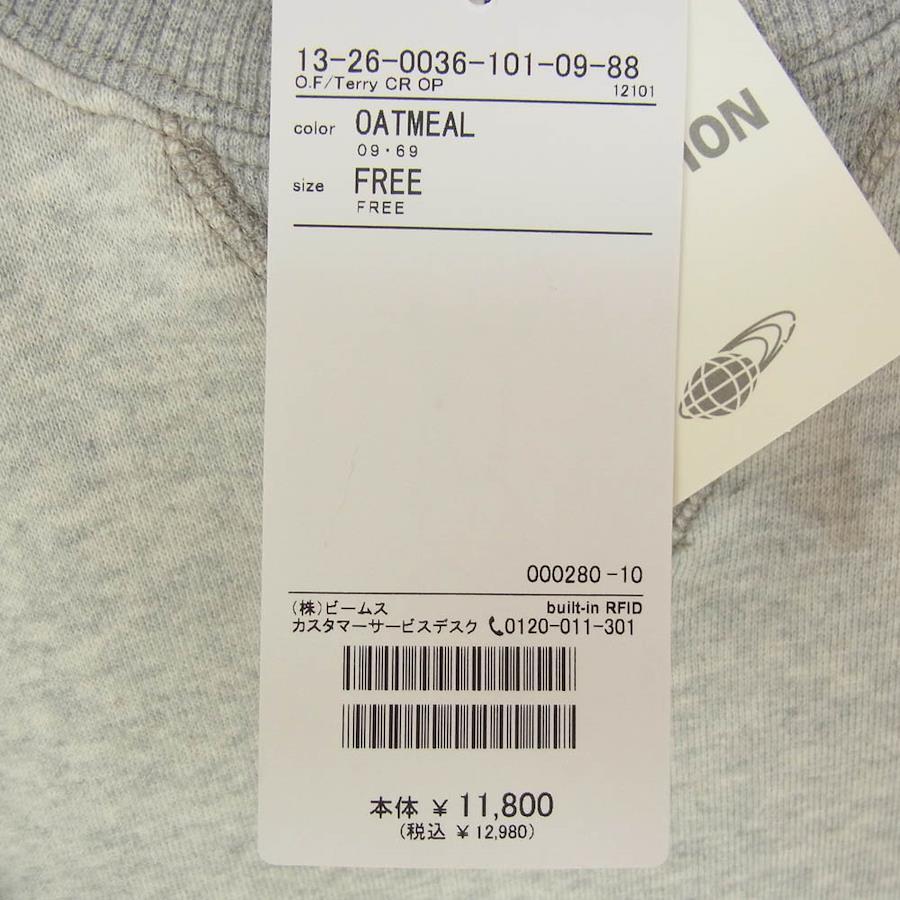 13-26-0036-101-09-88
O.F/Terry CR OP 12101
color OATMEAL
09・69
size FREE
FREE
000280-10
(株)ビームス built-in RFID
カスタマーサービスデスク 0120-011-301
本体 ¥ 11,800
(税込 ¥ 12,980)